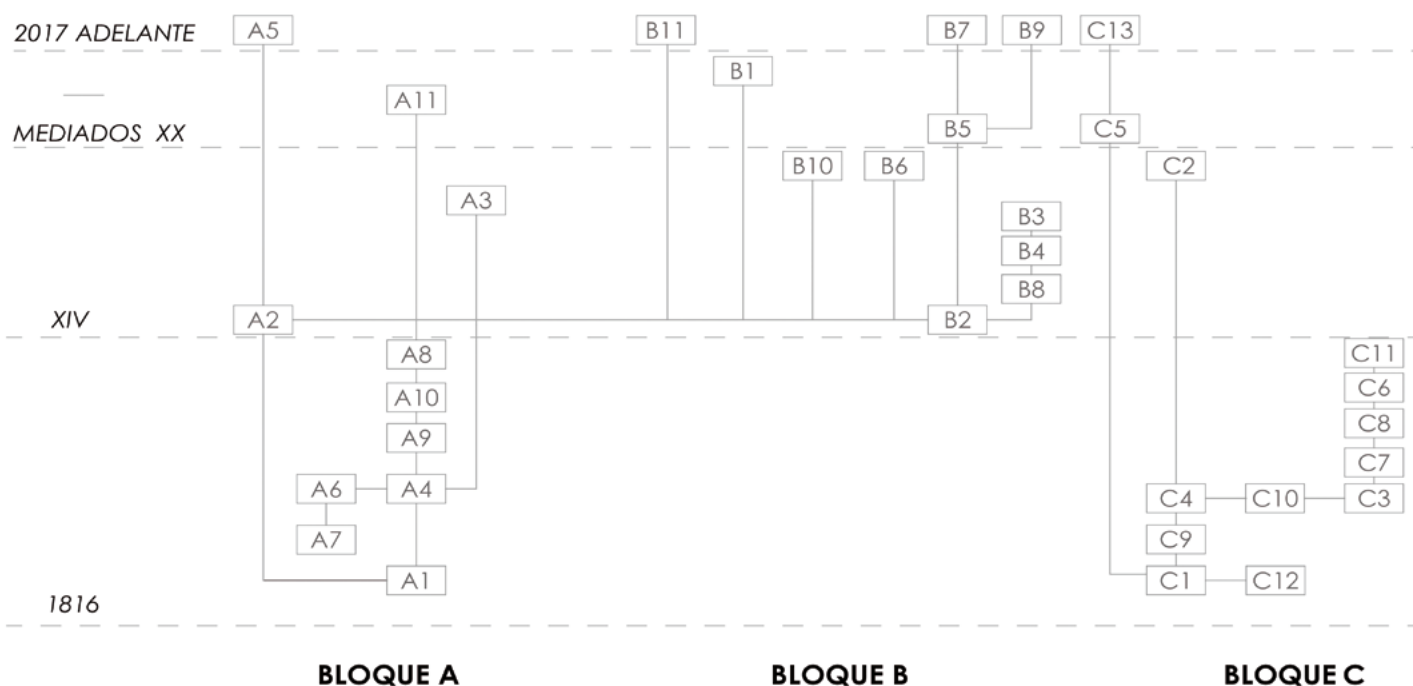 2017 ADELANTE A5 B11 B7 B9 C13
B1
A11
MEDIADOS XX B5 C5
B10 B6 C2
A3
B3
B4
B8
XIV A2 B2
A8 C11
A10 C6
C8
A9
C7
A6 A4 C4 C10 C3
A7 C9
A1 C1 C12
1816
BLOQUE A BLOQUE B BLOQUE C